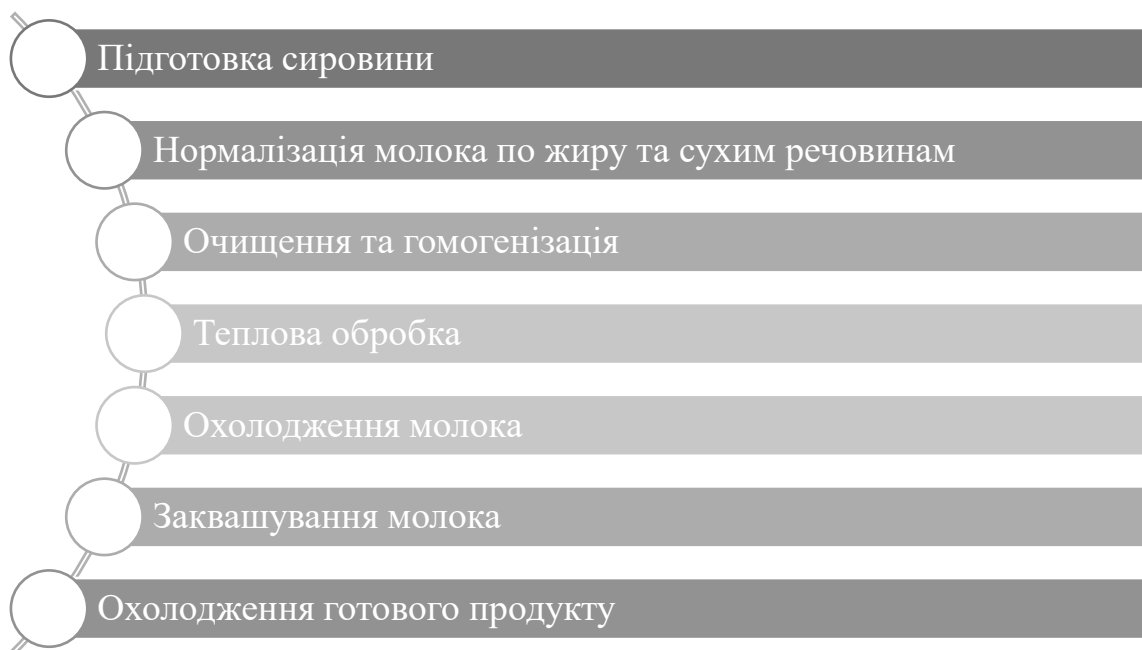 Підготовка сировини
Нормалізація молока по жиру та сухим речовинам
Очищення та гомогенізація
Теплова обробка
Охолодження молока
Заквашування молока
Охолодження готового продукту